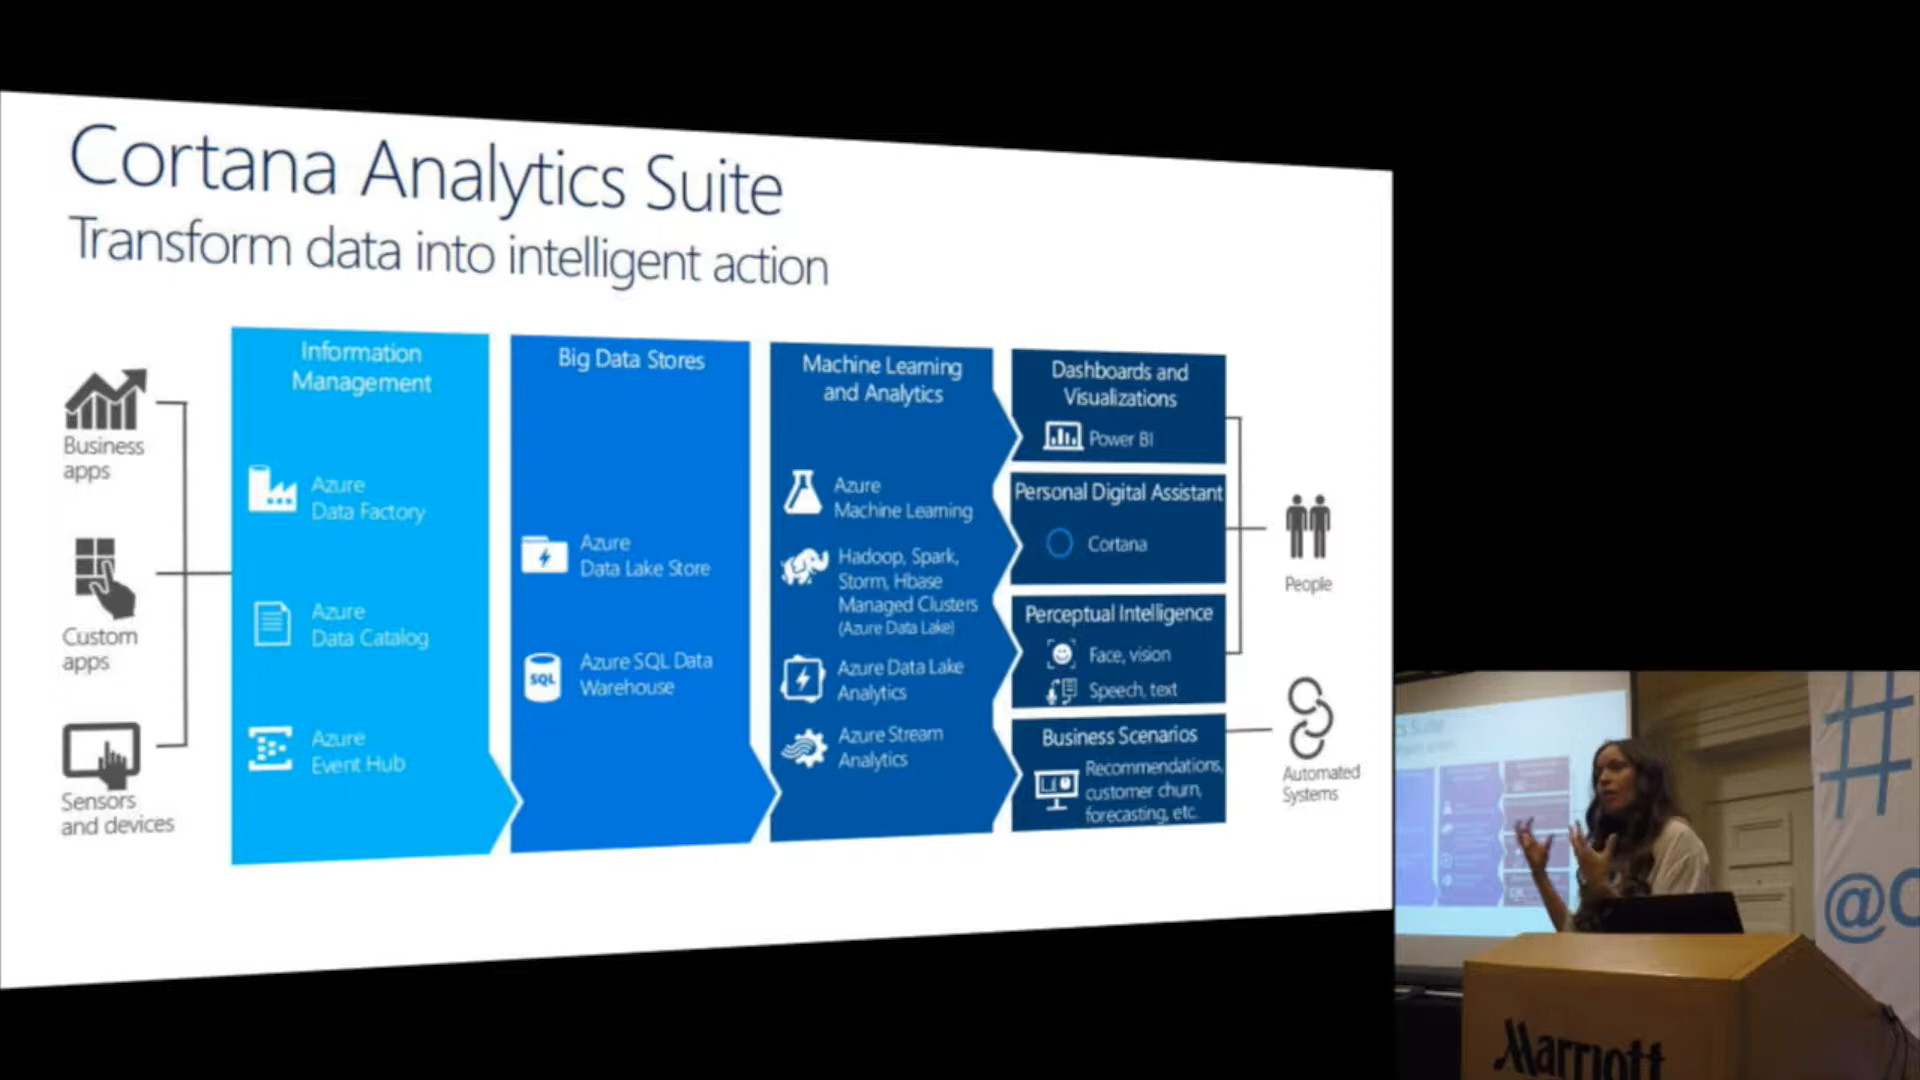 Cortana Analytics Suite
Transform data into intelligent action
Business
apps
Custom
apps
Sensors
and devices
Information
Management
Azure
Data Factory
Azure
Data Catalog
Azure
Event Hub
Big Data Stores
Azure
Data Lake Store
SQL
Azure SQL Data
Warehouse
Machine Learning
and Analytics
Azure
Machine Learning
Hadoop, Spark,
Storm, Hbase
Managed Clusters
(Azure Data Lake)
Azure Data Lake
Analytics
Azure Stream
Analytics
Dashboards and
Visualizations
Power BI
Personal Digital Assistant
Cortana
Perceptual Intelligence
Face, vision
Speech, text
Business Scenarios
Recommendations,
customer churn,
forecasting, etc.
People
Automated
Systems
Suite
#
@
Marriott